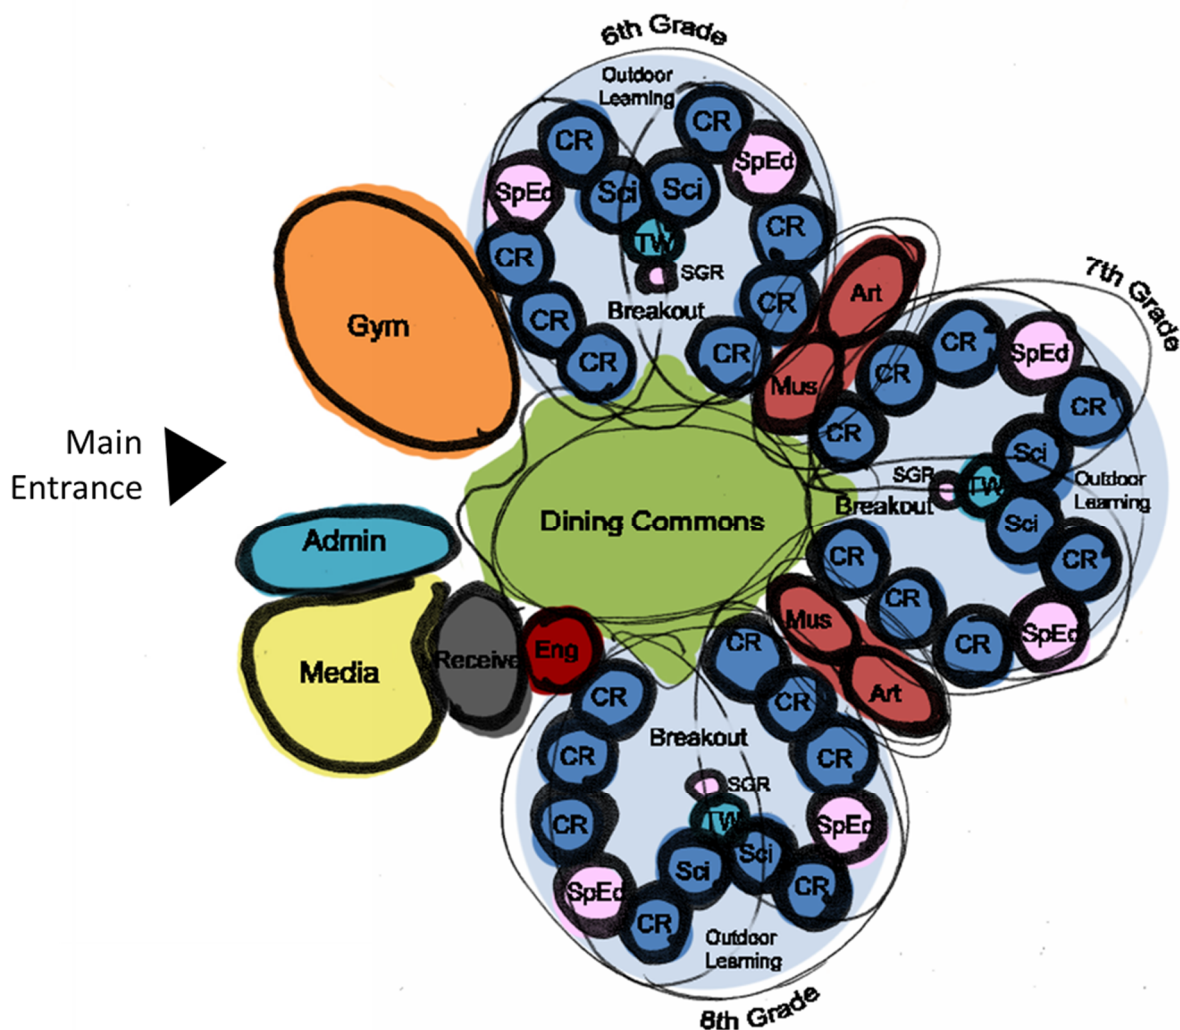 6th Grade
Outdoor
Learning
CR
CR
SpEd
SpEd
Sci
Sci
CR
TW
CR
SGR
CR
Breakout
CR
CR
CR
Gym
Art
Mus
7th Grade
CR
SpEd
CR
CR
CR
Sci
SGR
TW
Outdoor
Learning
Breakout
Sci
CR
CR
CR
CR
SpEd
Main
Entrance
Dining Commons
Admin
Media
Receive
Eng
Mus
Art
CR
CR
CR
Breakout
CR
CR
SGR
CR
TW
SpEd
Sci
Sci
SpEd
CR
CR
Outdoor
Learning
8th Grade